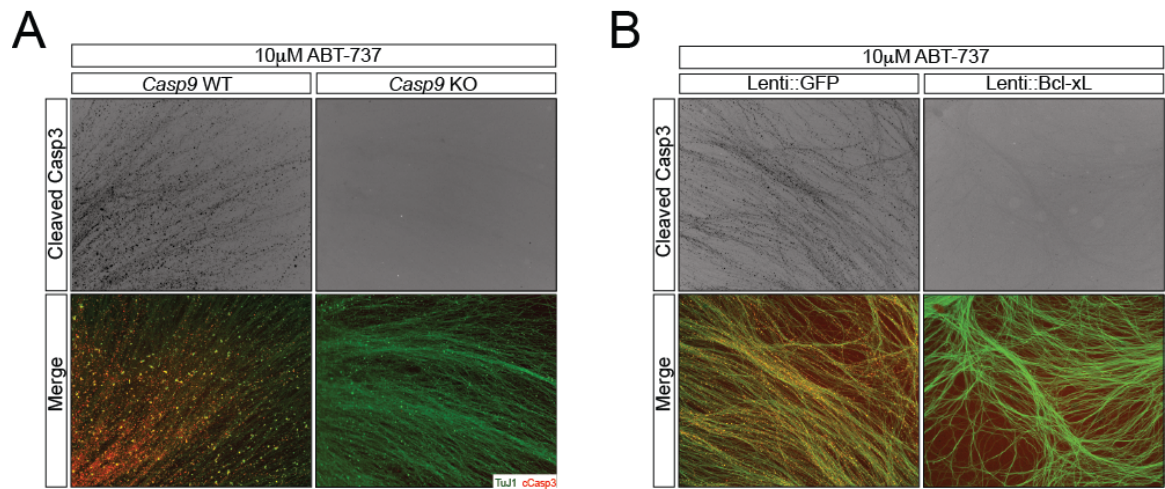 A
10μM ABT-737
Casp9 WT
Casp9 KO
Cleaved Casp3
Merge
TuJ1 cCasp3
B
10μM ABT-737
Lenti::GFP
Lenti::Bcl-xL
Cleaved Casp3
Merge